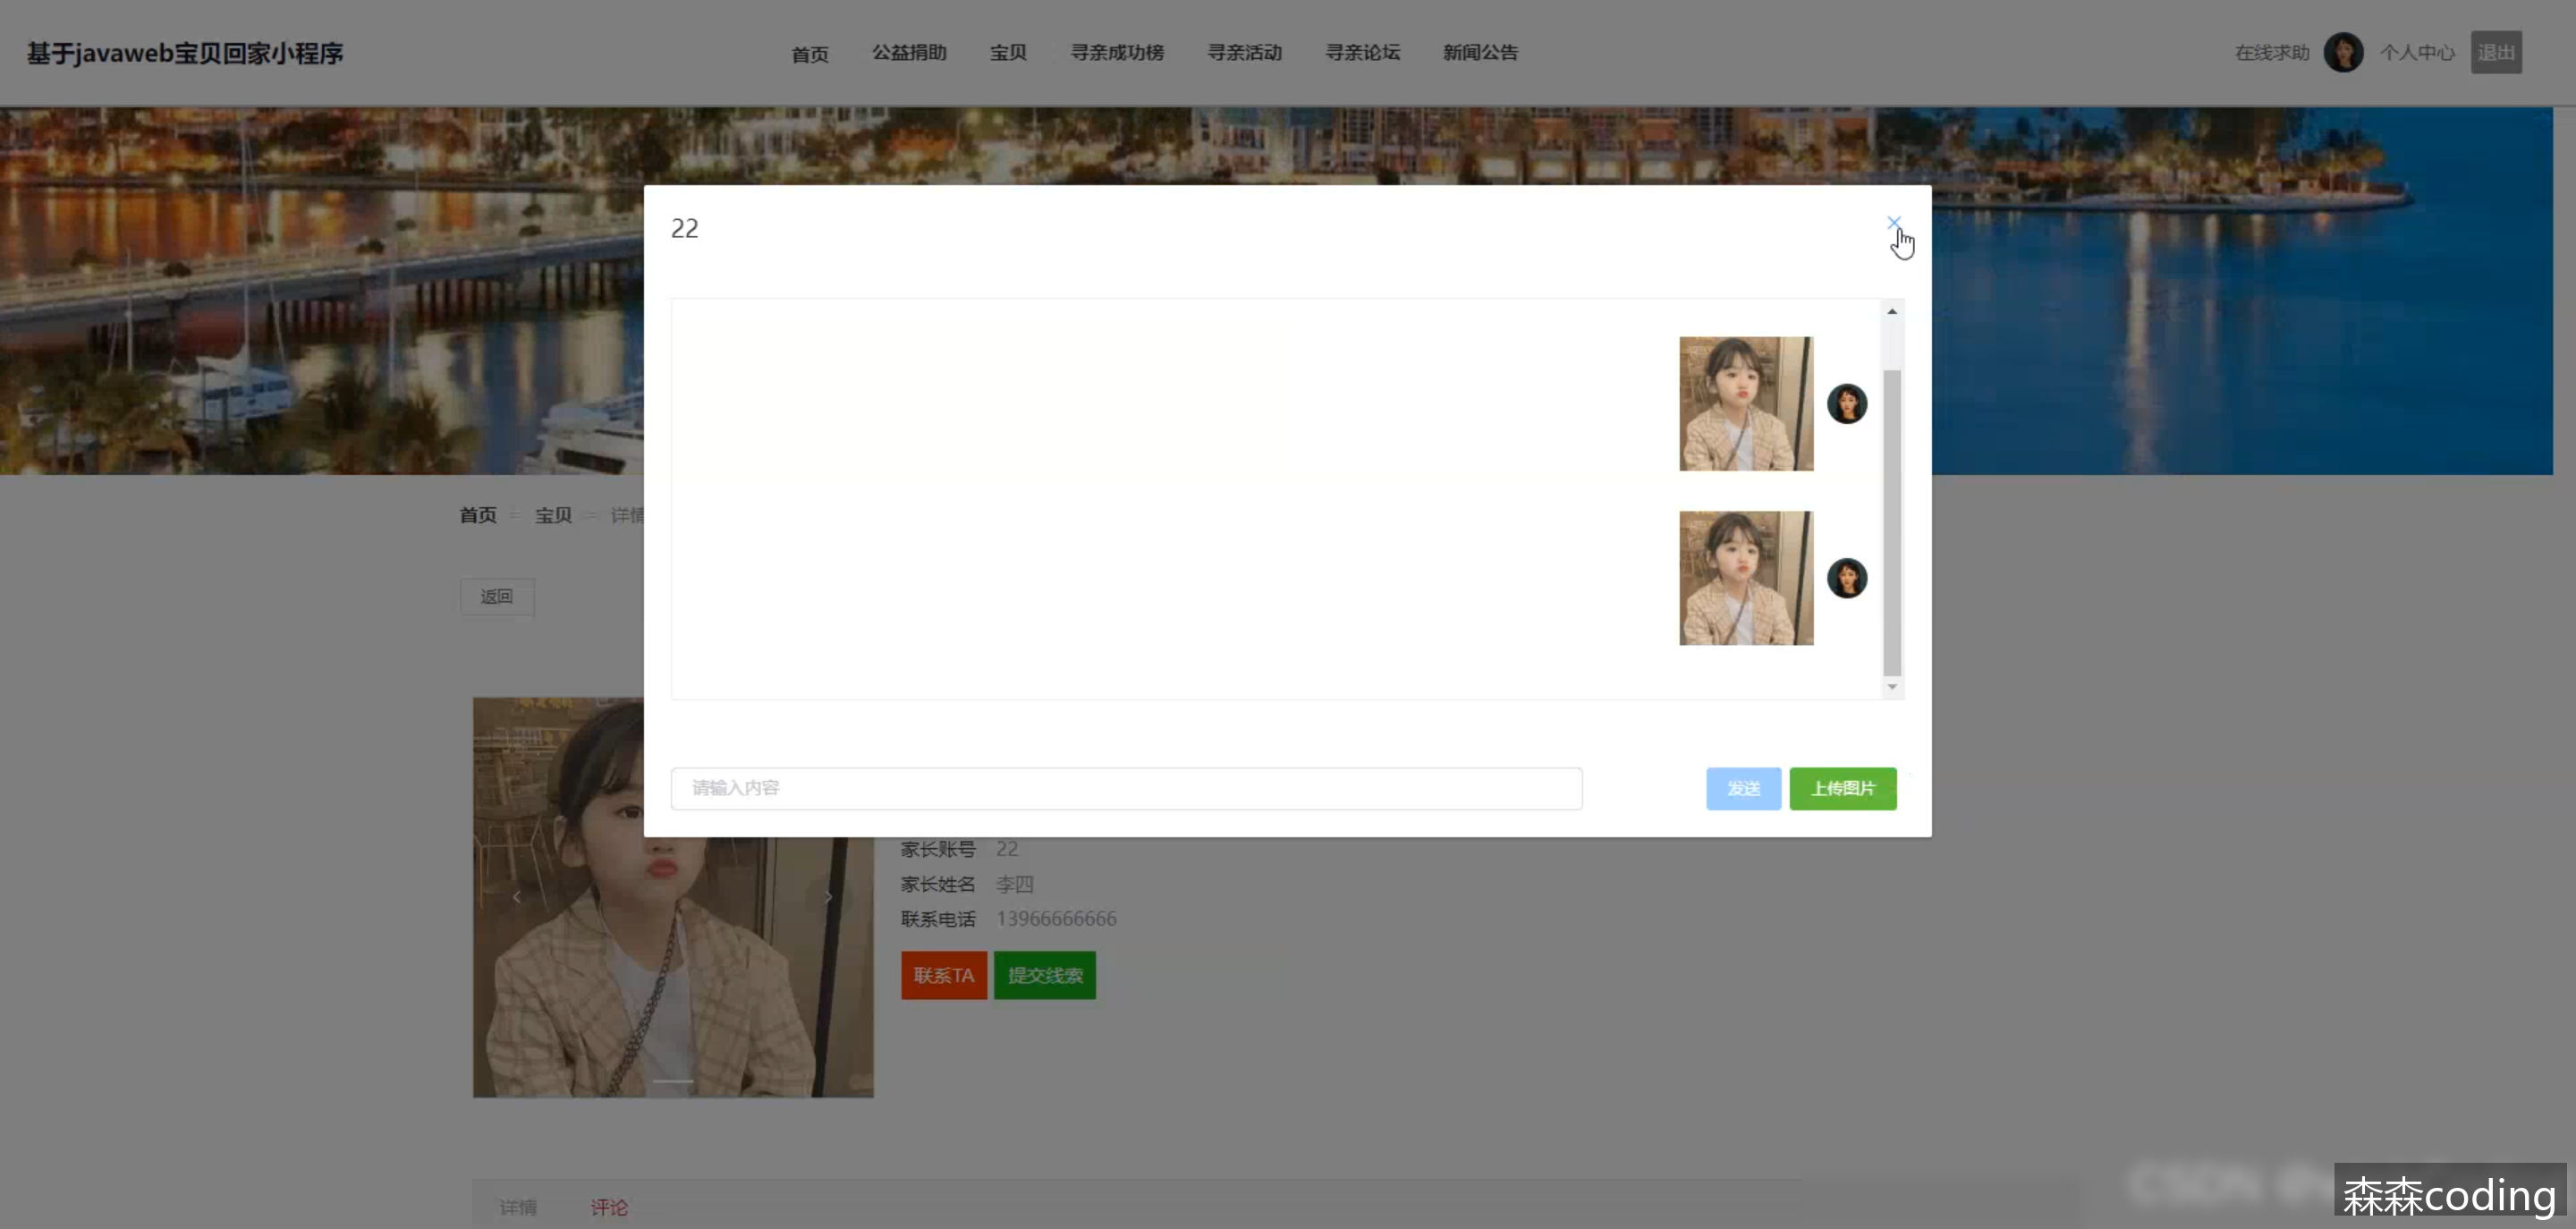 基于javaweb宝贝回家小程序
首页 公益捐助 宝贝 寻亲成功榜 寻亲活动 寻亲论坛 新闻公告
在线求助 个人中心 退出
22
首页 宝贝 详情
返回
请输入内容 发送 上传图片
家长账号 22
家长姓名 李四
联系电话 13966666666
联系TA 提交线索
详情 评论
CSDN
森森coding